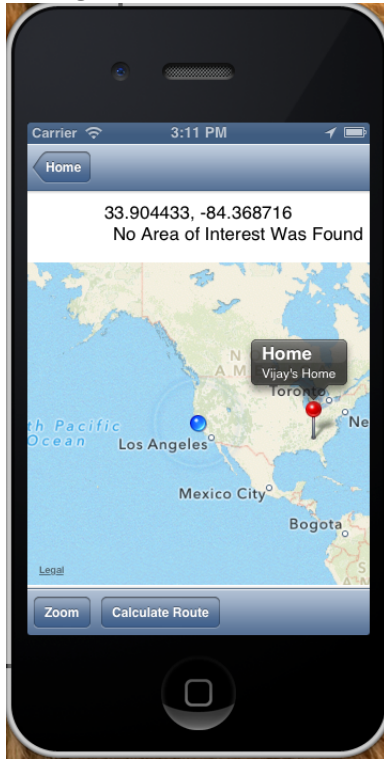 Carrier 3:11 PM
Home
33.904433, -84.368716
No Area of Interest Was Found
N
A M
Home
Vijay's Home
Toronto
th Pacific
Ocean
Ne
Los Angeles
Mexico City
Bogota
Legal
S
A M
Zoom Calculate Route